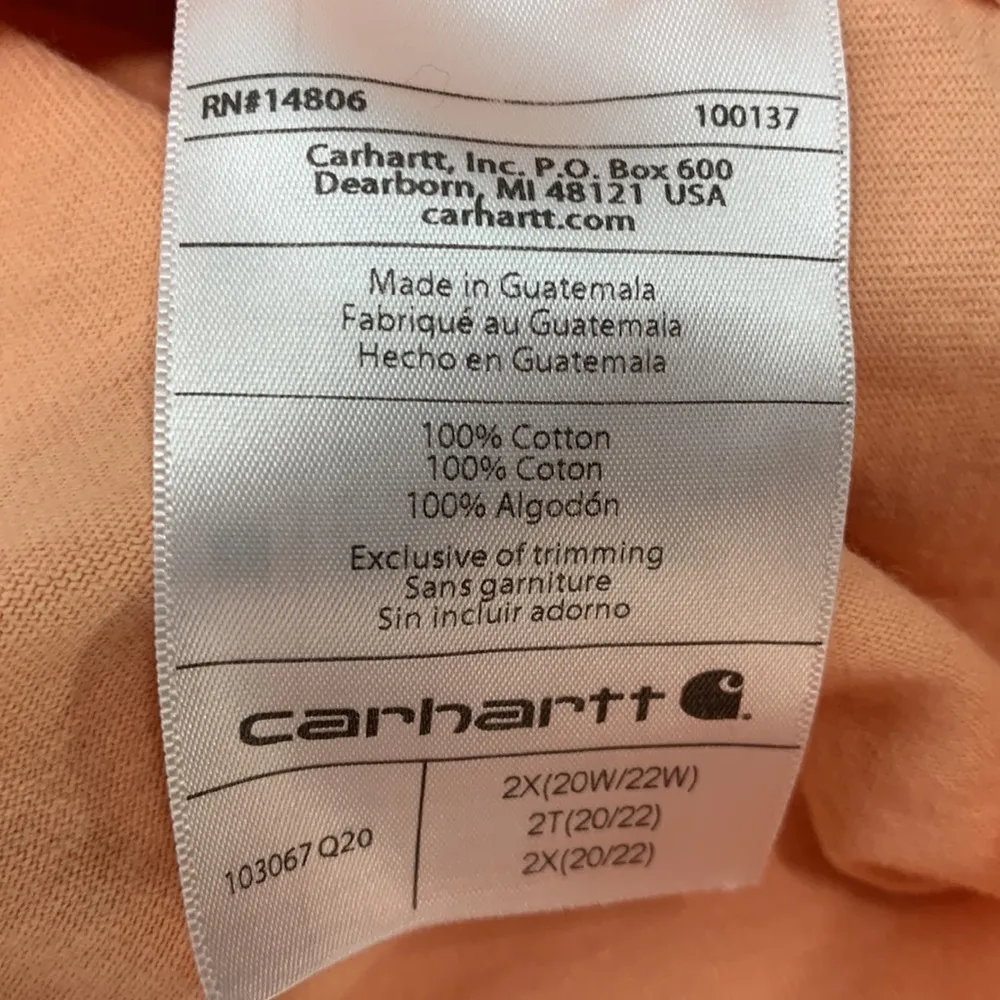 RN#14806 100137
Carhartt, Inc. P.O. Box 600
Dearborn, MI 48121 USA
carhartt.com
Made in Guatemala
Fabriqué au Guatemala
Hecho en Guatemala
100% Cotton
100% Coton
100% Algodón
Exclusive of trimming
Sans garniture
Sin incluir adorno
carhartt
103067 Q20
2X(20W/22W)
2T(20/22)
2X(20/22)